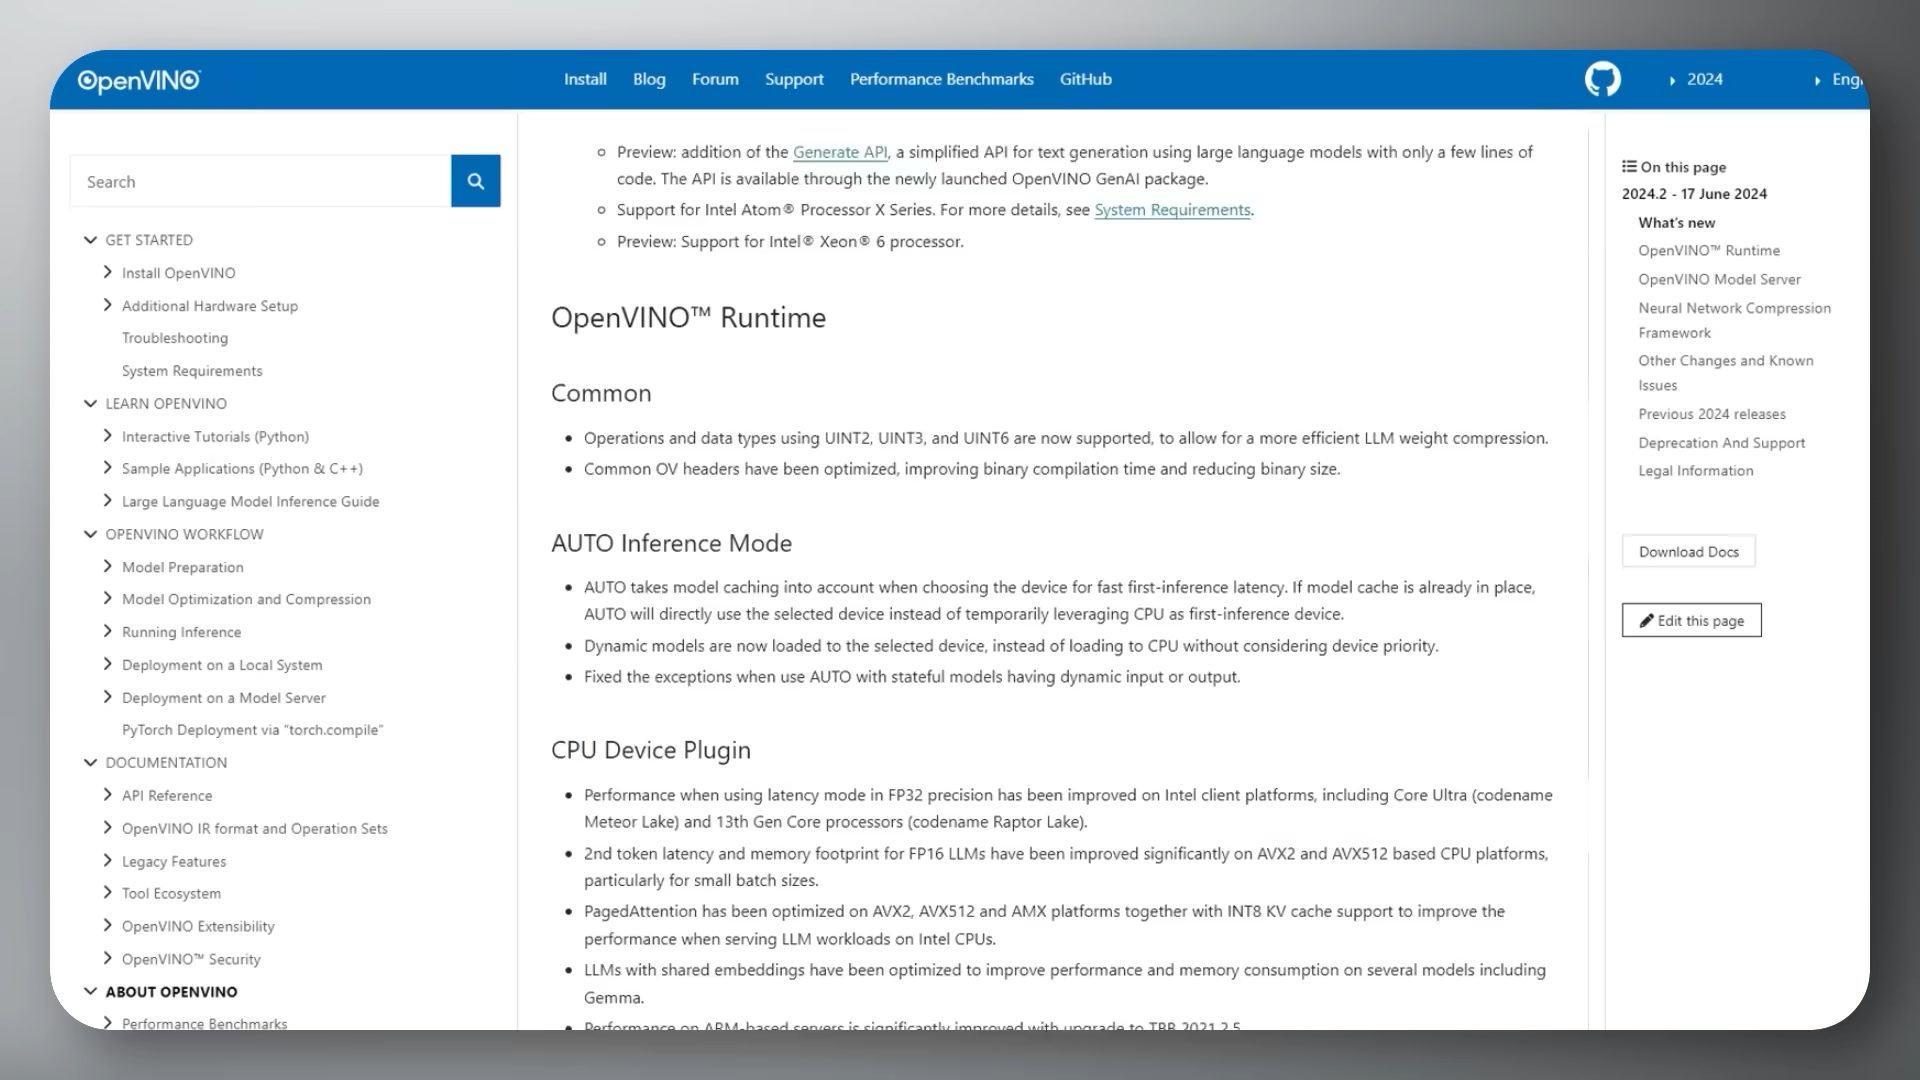 OpenVINO
Install Blog Forum Support Performance Benchmarks GitHub
2024
Search
GET STARTED
Install OpenVINO
Additional Hardware Setup
Troubleshooting
System Requirements
LEARN OPENVINO
Interactive Tutorials (Python)
Sample Applications (Python & C++)
Large Language Model Inference Guide
OPENVINO WORKFLOW
Model Preparation
Model Optimization and Compression
Running Inference
Deployment on a Local System
Deployment on a Model Server
PyTorch Deployment via “torch.compile”
DOCUMENTATION
API Reference
OpenVINO IR format and Operation Sets
Legacy Features
Tool Ecosystem
OpenVINO Extensibility
OpenVINO™ Security
ABOUT OPENVINO
Performance Benchmarks
Preview: addition of the Generate API, a simplified API for text generation using large language models with only a few lines of
code. The API is available through the newly launched OpenVINO GenAI package.
Support for Intel Atom® Processor X Series. For more details, see System Requirements.
Preview: Support for Intel® Xeon® 6 processor.
OpenVINO™ Runtime
Common
Operations and data types using UINT2, UINT3, and UINT6 are now supported, to allow for a more efficient LLM weight compression.
Common OV headers have been optimized, improving binary compilation time and reducing binary size.
AUTO Inference Mode
AUTO takes model caching into account when choosing the device for fast first-inference latency. If model cache is already in place,
AUTO will directly use the selected device instead of temporarily leveraging CPU as first-inference device.
Dynamic models are now loaded to the selected device, instead of loading to CPU without considering device priority.
Fixed the exceptions when use AUTO with stateful models having dynamic input or output.
CPU Device Plugin
Performance when using latency mode in FP32 precision has been improved on Intel client platforms, including Core Ultra (codename
Meteor Lake) and 13th Gen Core processors (codename Raptor Lake).
2nd token latency and memory footprint for FP16 LLMs have been improved significantly on AVX2 and AVX512 based CPU platforms,
particularly for small batch sizes.
PagedAttention has been optimized on AVX2, AVX512 and AMX platforms together with INT8 KV cache support to improve the
performance when serving LLM workloads on Intel CPUs.
LLMs with shared embeddings have been optimized to improve performance and memory consumption on several models including
Gemma.
Performance on ARM-based servers is significantly improved with upgrade to TBB 2021.2.5.
On this page
2024.2 - 17 June 2024
What’s new
OpenVINO™ Runtime
OpenVINO Model Server
Neural Network Compression
Framework
Other Changes and Known
Issues
Previous 2024 releases
Deprecation And Support
Legal Information
Download Docs
Edit this page